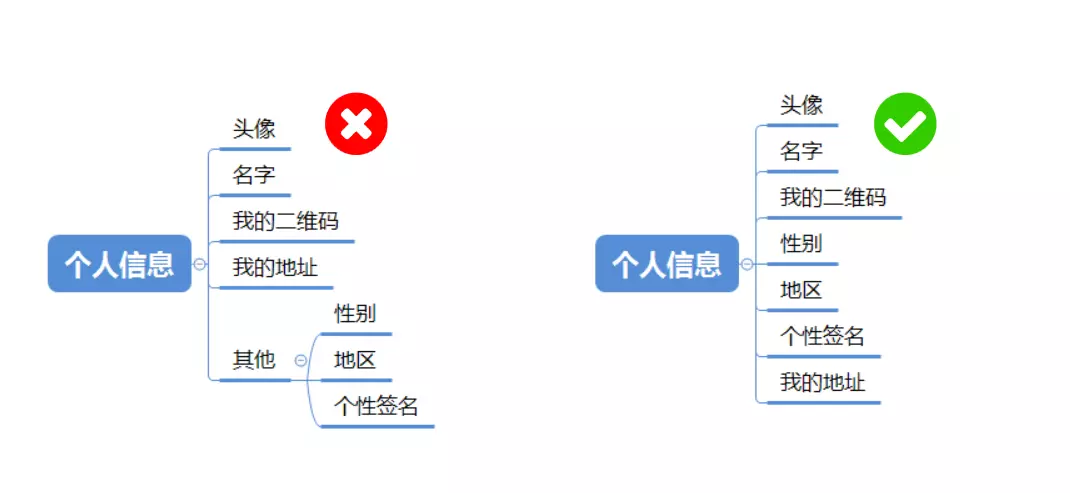 个人信息
头像
名字
我的二维码
我的地址
其他
性别
地区
个性签名
个人信息
头像
名字
我的二维码
性别
地区
个性签名
我的地址